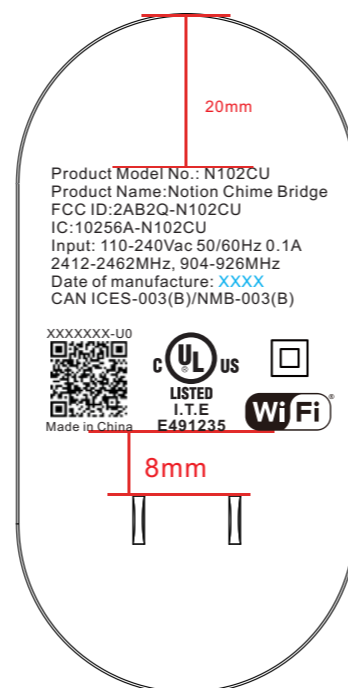 20mm
Product Model No.: N102CU
Product Name:Notion Chime Bridge
FCC ID:2AB2Q-N102CU
IC:10256A-N102CU
Input: 110-240Vac 50/60Hz 0.1A
2412-2462MHz, 904-926MHz
Date of manufacture: XXXX
CAN ICES-003(B)/NMB-003(B)
XXXXXXX-U0
Made in China
C UL ® US
LISTED
I.T.E
E491235
Wi Fi ®
8mm